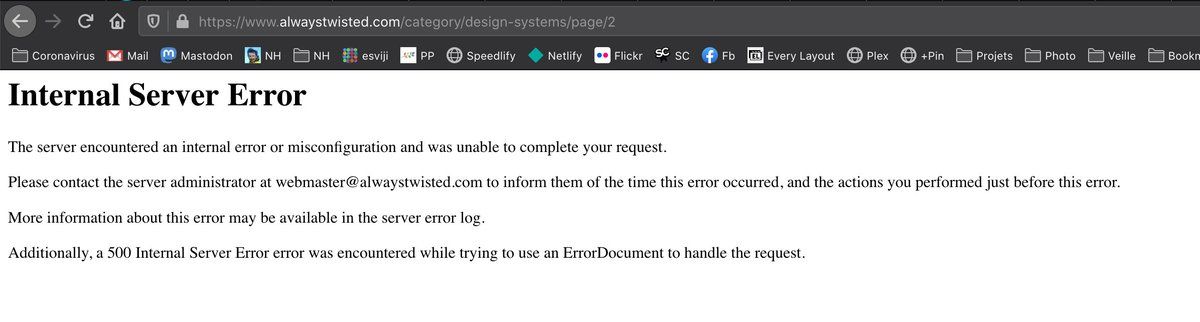 https://www.alwaystwisted.com/category/design-systems/page/2
Coronavirus Mail Mastodon NH NH esviji PP Speedlify Netlify Flickr SC Fb Every Layout Plex +Pin Projets Photo Veille Bookn
Internal Server Error
The server encountered an internal error or misconfiguration and was unable to complete your request.
Please contact the server administrator at webmaster@alwaystwisted.com to inform them of the time this error occurred, and the actions you performed just before this error.
More information about this error may be available in the server error log.
Additionally, a 500 Internal Server Error error was encountered while trying to use an ErrorDocument to handle the request.